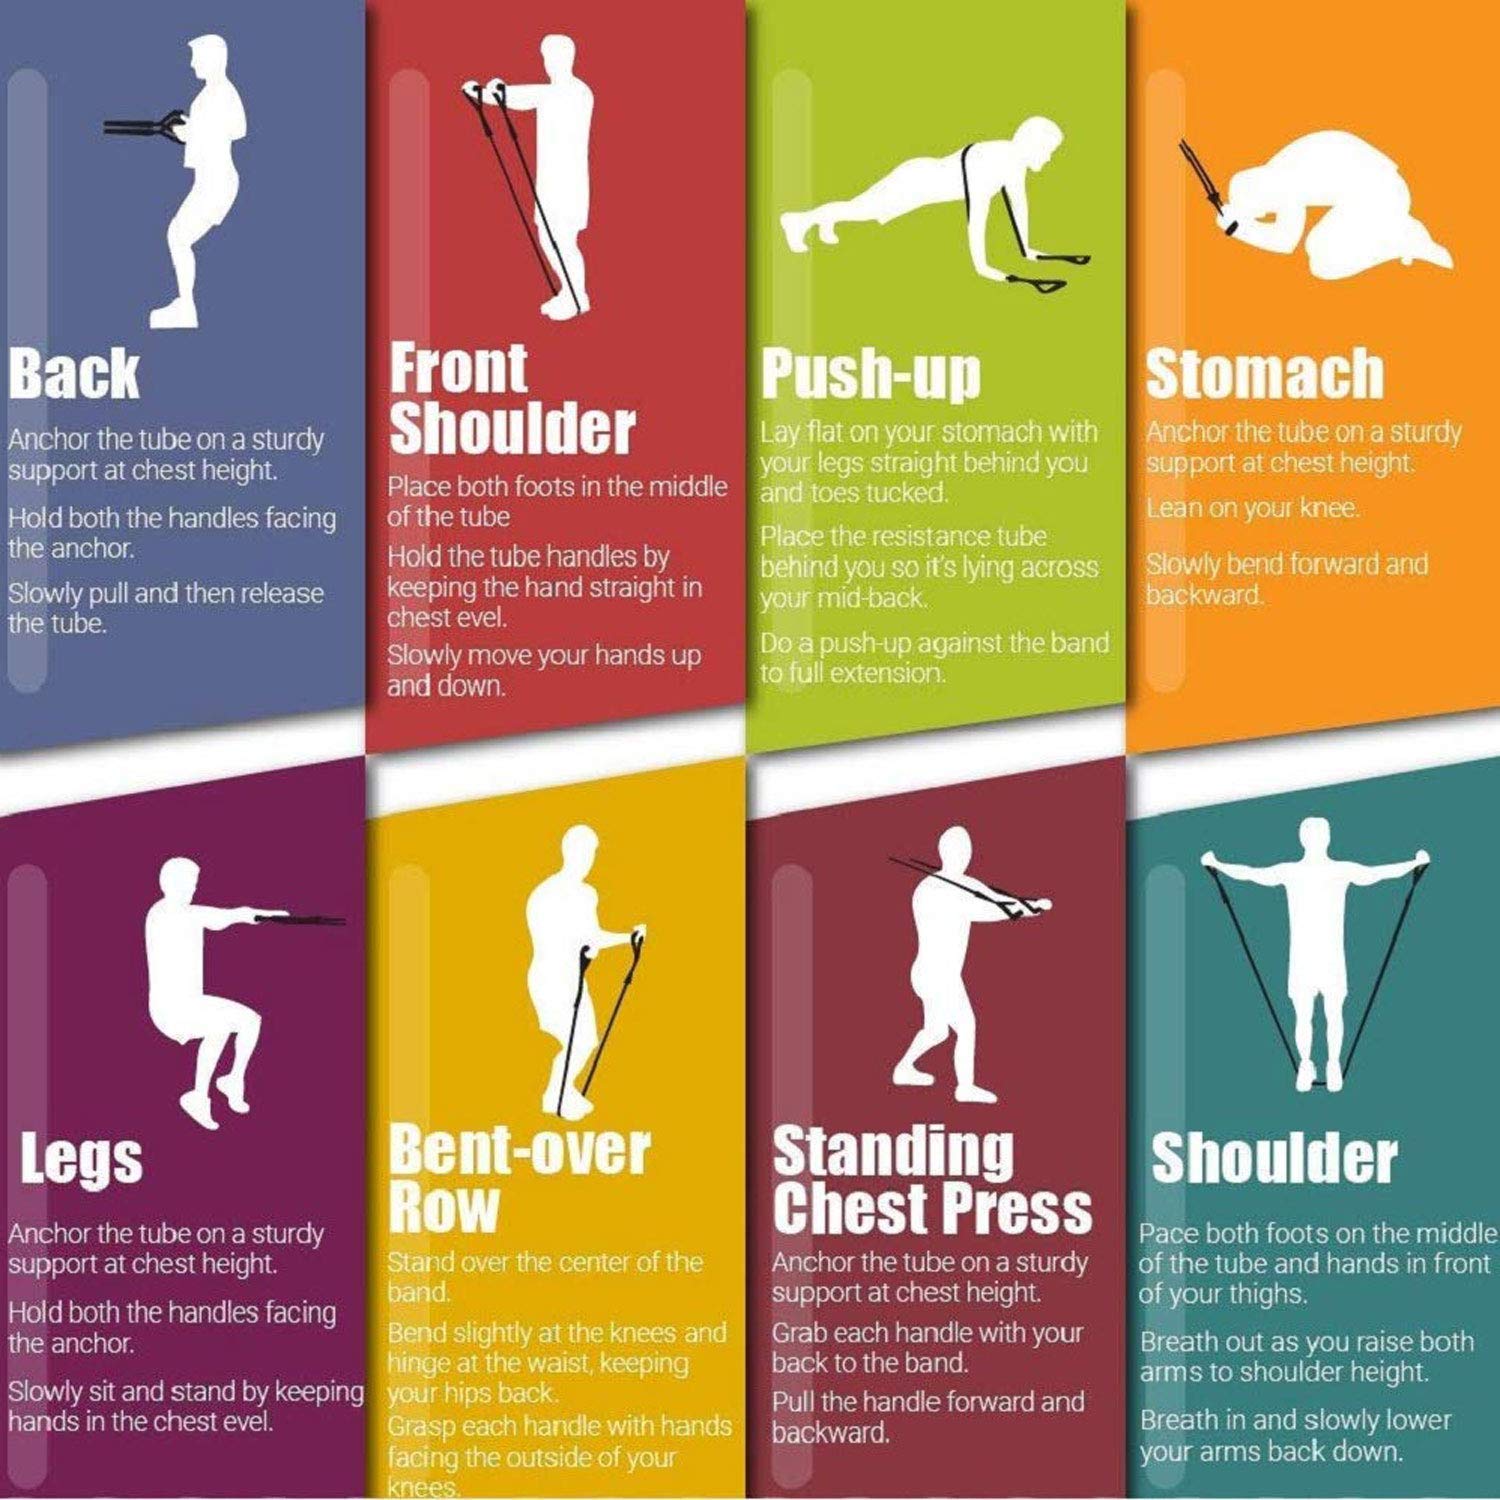 Back
Anchor the tube on a sturdy
support at chest height.
Hold both the handles facing
the anchor.
Slowly pull and then release
the tube.
Front
Shoulder
Place both foots in the middle
of the tube
Hold the tube handles by
keeping the hand straight in
chest evel.
Slowly move your hands up
and down.
Push-up
Lay flat on your stomach with
your legs straight behind you
and toes tucked.
Place the resistance tube
behind you so it's lying across
your mid-back.
Do a push-up against the band
to full extension.
Stomach
Anchor the tube on a sturdy
support at chest height.
Lean on your knee.
Slowly bend forward and
backward.
Legs
Anchor the tube on a sturdy
support at chest height.
Hold both the handles facing
the anchor.
Slowly sit and stand by keeping
hands in the chest evel.
Bent-over
Row
Stand over the center of the
band.
Bend slightly at the knees and
hinge at the waist, keeping
your hips back.
Grasp each handle with hands
facing the outside of your
knees.
Standing
Chest Press
Anchor the tube on a sturdy
support at chest height.
Grab each handle with your
back to the band.
Pull the handle forward and
backward.
Shoulder
Pace both foots on the middle
of the tube and hands in front
of your thighs.
Breath out as you raise both
arms to shoulder height.
Breath in and slowly lower
your arms back down.